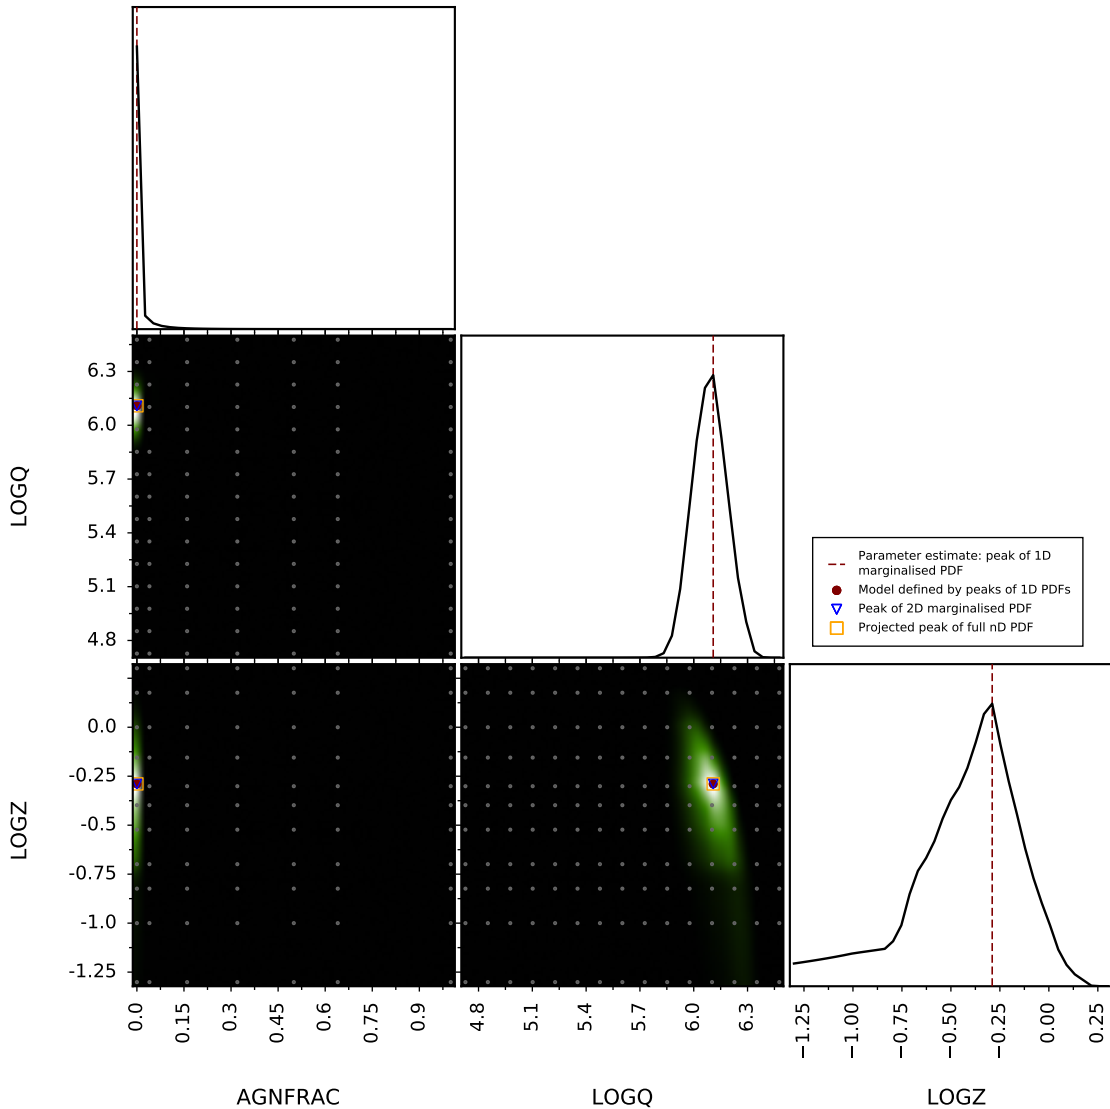 6.3
6.0
5.7
5.4
5.1
4.8
LOGQ
Parameter estimate: peak of 1D
marginalised PDF
Model defined by peaks of 1D PDFs
Peak of 2D marginalised PDF
Projected peak of full nD PDF
0.0
-0.25
-0.5
-0.75
-1.0
-1.25
LOGZ
0.0 0.15 0.3 0.45 0.6 0.75 0.9
4.8 5.1 5.4 5.7 6.0 6.3
−1.25 −1.00 −0.75 −0.50 −0.25 0.00 0.25
AGNFRAC LOGQ LOGZ